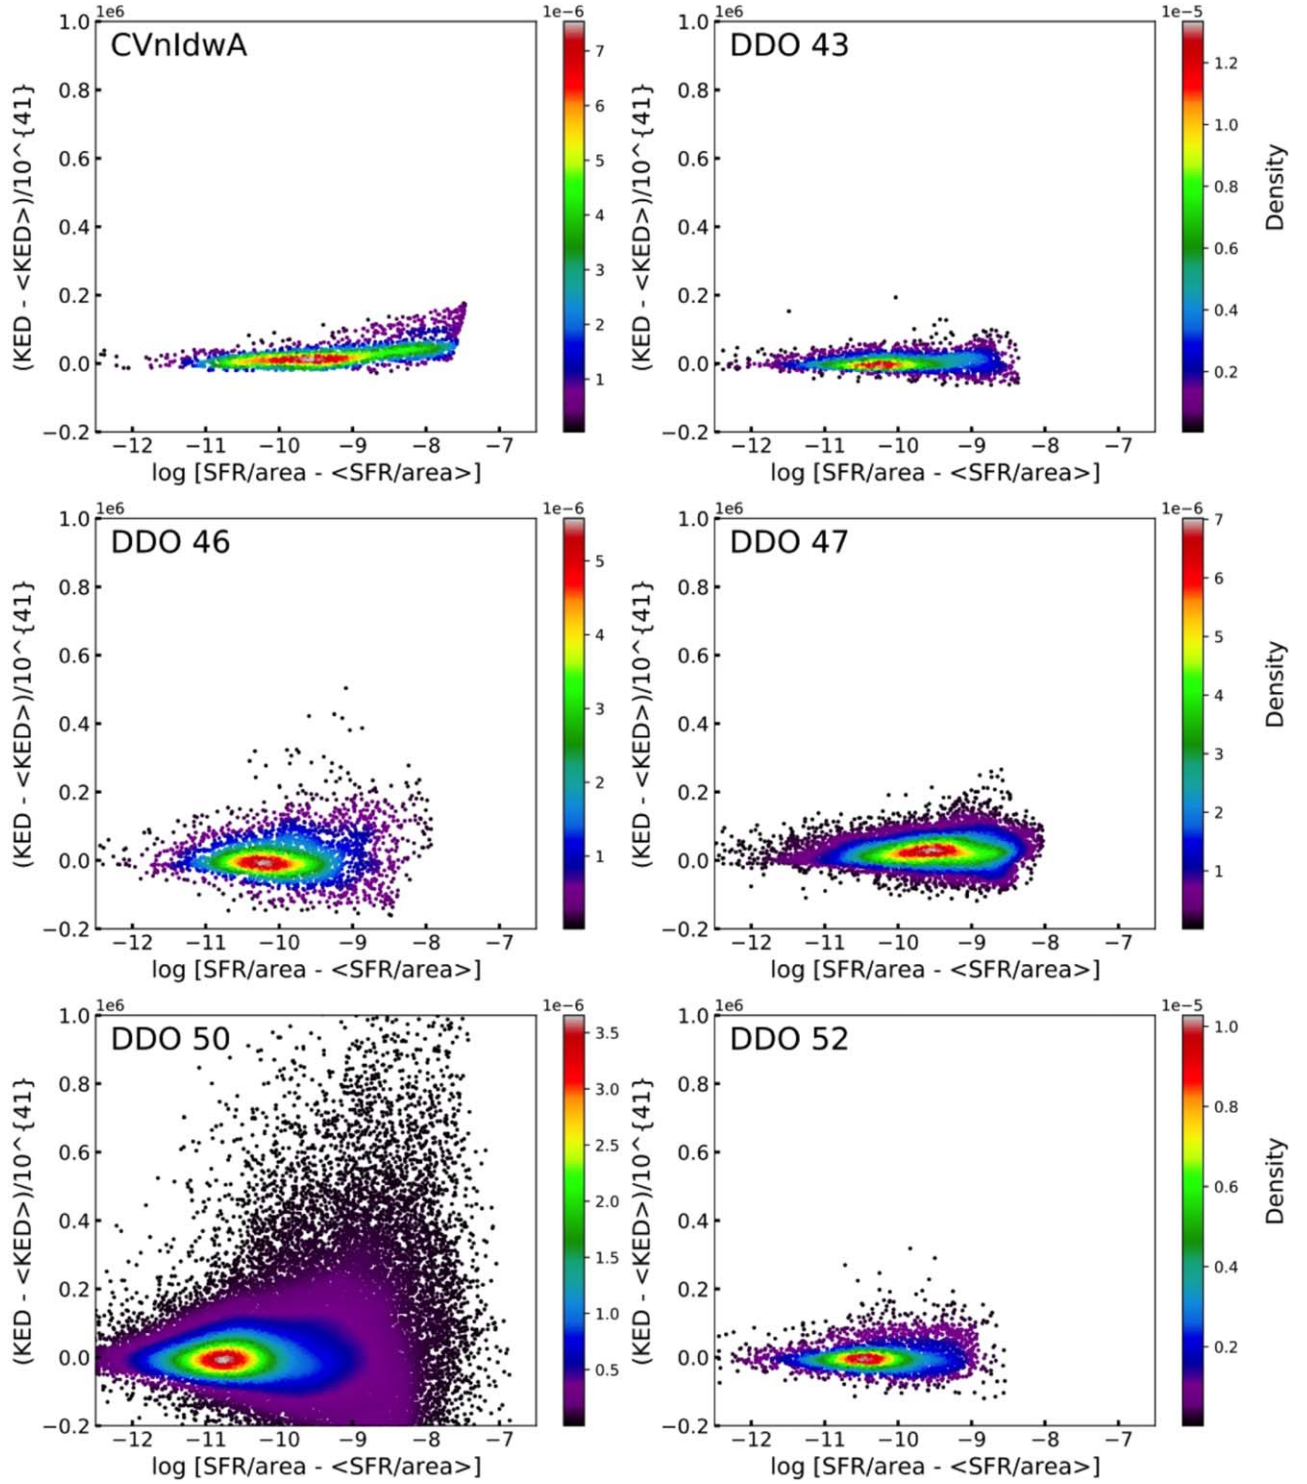 1e6
1e-6
1e6
1e-5
CVnIdwA
DDO 43
1.0
0.8
0.6
0.4
0.2
0.0
−0.2
(KED - <KED>)/10^{41}
−12 −11 −10 −9 −8 −7
log [SFR/area - <SFR/area>]
7
6
5
4
3
2
1
1.0
0.8
0.6
0.4
0.2
0.0
−0.2
(KED - <KED>)/10^{41}
−12 −11 −10 −9 −8 −7
log [SFR/area - <SFR/area>]
1.2
1.0
0.8
0.6
0.4
0.2
Density
1e6
1e-6
1e6
1e-6
DDO 46
DDO 47
1.0
0.8
0.6
0.4
0.2
0.0
−0.2
(KED - <KED>)/10^{41}
−12 −11 −10 −9 −8 −7
log [SFR/area - <SFR/area>]
5
4
3
2
1
1.0
0.8
0.6
0.4
0.2
0.0
−0.2
(KED - <KED>)/10^{41}
−12 −11 −10 −9 −8 −7
log [SFR/area - <SFR/area>]
7
6
5
4
3
2
1
Density
1e6
1e-6
1e6
1e-5
DDO 50
DDO 52
1.0
0.8
0.6
0.4
0.2
0.0
−0.2
(KED - <KED>)/10^{41}
−12 −11 −10 −9 −8 −7
log [SFR/area - <SFR/area>]
3.5
3.0
2.5
2.0
1.5
1.0
0.5
1.0
0.8
0.6
0.4
0.2
0.0
−0.2
(KED - <KED>)/10^{41}
−12 −11 −10 −9 −8 −7
log [SFR/area - <SFR/area>]
1.0
0.8
0.6
0.4
0.2
Density